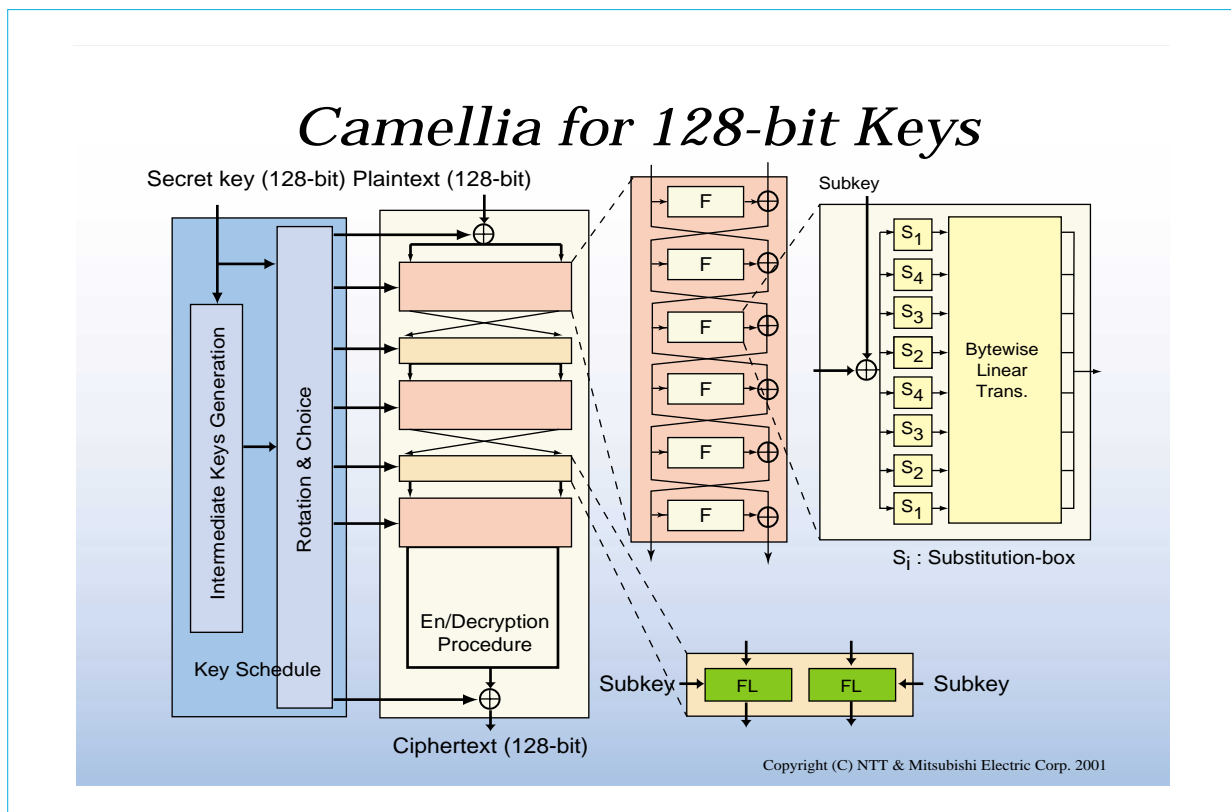 Camellia for 128-bit Keys
Secret key (128-bit) Plaintext (128-bit)
Intermediate Keys Generation
Rotation & Choice
Key Schedule
En/Decryption
Procedure
Ciphertext (128-bit)
F
F
F
F
F
F
Subkey
S1
S4
S3
S2
S4
S3
S2
S1
Bytewise
Linear
Trans.
Si : Substitution-box
Subkey
FL
FL
Subkey
Copyright (C) NTT & Mitsubishi Electric Corp. 2001